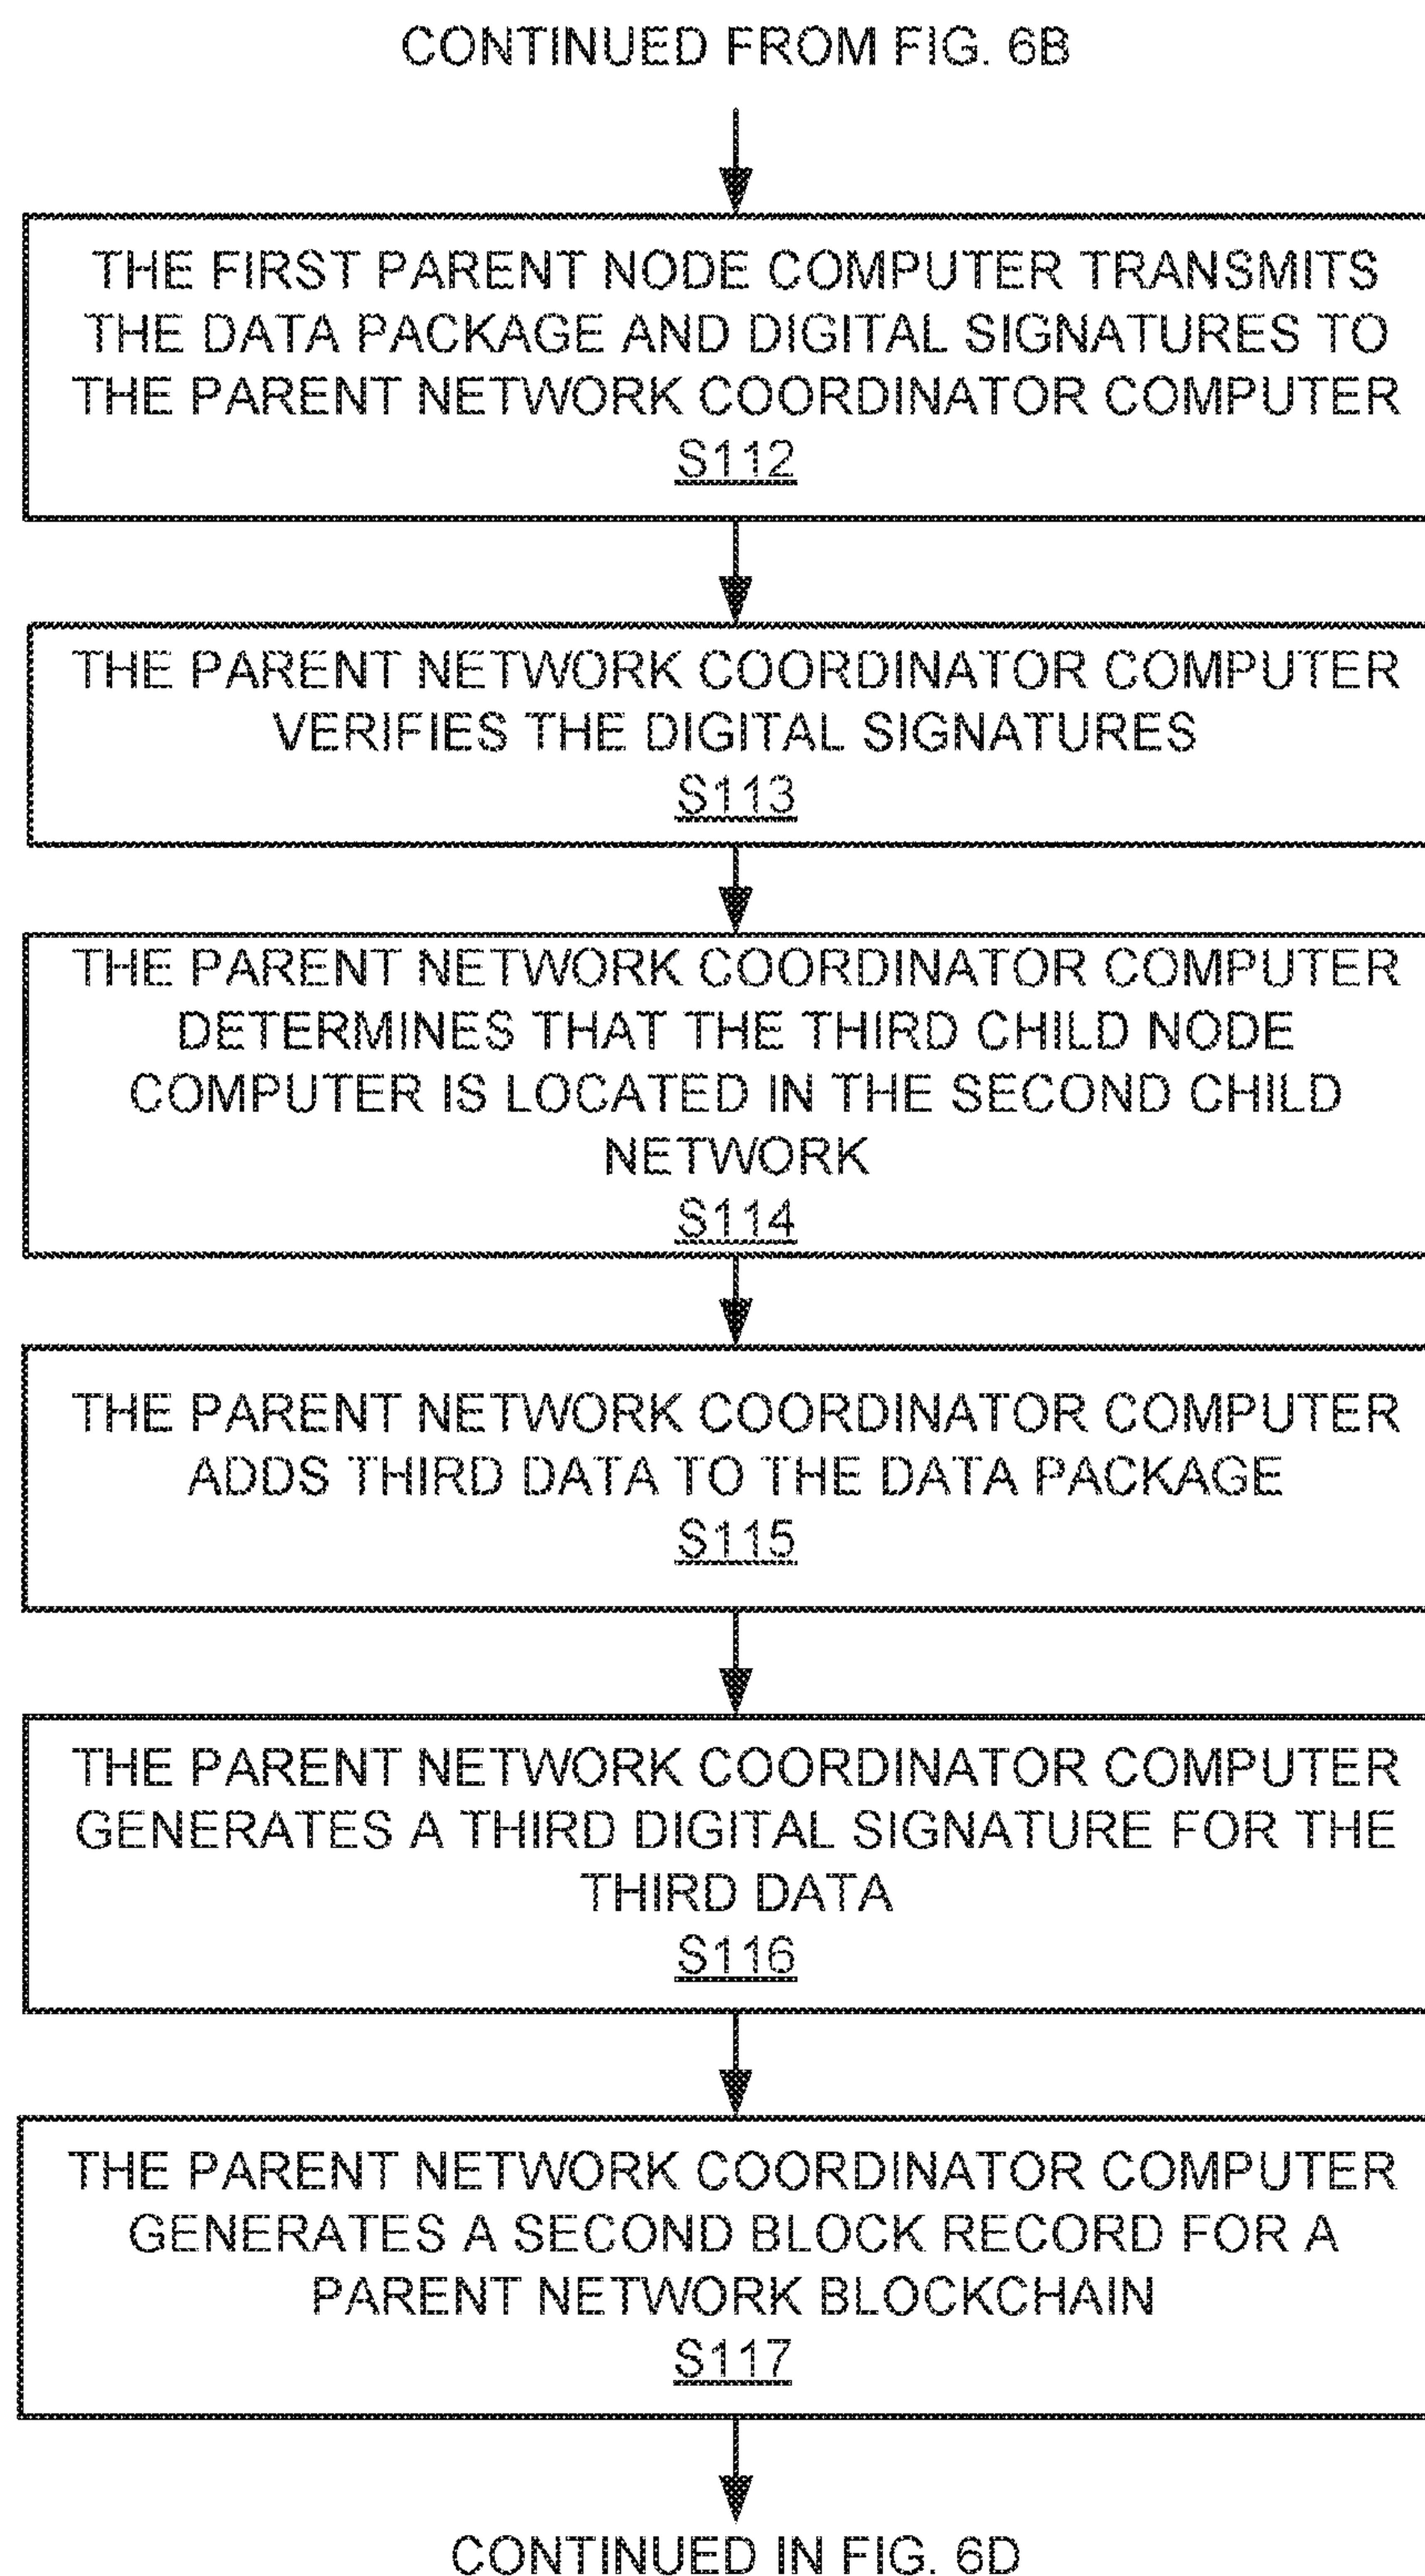 CONTINUED FROM FIG. 6B
THE FIRST PARENT NODE COMPUTER TRANSMITS
THE DATA PACKAGE AND DIGITAL SIGNATURES TO
THE PARENT NETWORK COORDINATOR COMPUTER
S112
THE PARENT NETWORK COORDINATOR COMPUTER
VERIFIES THE DIGITAL SIGNATURES
S113
THE PARENT NETWORK COORDINATOR COMPUTER
DETERMINES THAT THE THIRD CHILD NODE
COMPUTER IS LOCATED IN THE SECOND CHILD
NETWORK
S114
THE PARENT NETWORK COORDINATOR COMPUTER
ADDS THIRD DATA TO THE DATA PACKAGE
S115
THE PARENT NETWORK COORDINATOR COMPUTER
GENERATES A THIRD DIGITAL SIGNATURE FOR THE
THIRD DATA
S116
THE PARENT NETWORK COORDINATOR COMPUTER
GENERATES A SECOND BLOCK RECORD FOR A
PARENT NETWORK BLOCKCHAIN
S117
CONTINUED IN FIG. 6D